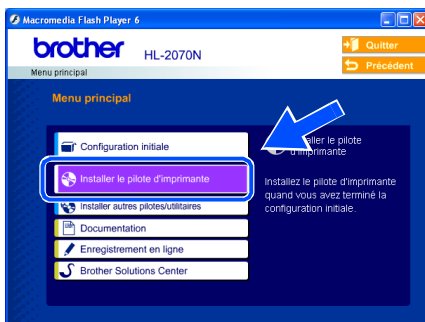 Macromedia Flash Player 6
brother HL-2070N
Quitter
Précédent
Menu principal
Menu principal
Configuration initiale
Installer le pilote d'imprimante
Installer autres pilotes/utilitaires
Documentation
Enregistrement en ligne
Brother Solutions Center
le pilote
d'imprimante
Installez le pilote d'imprimante
quand vous avez terminé la
configuration initiale.